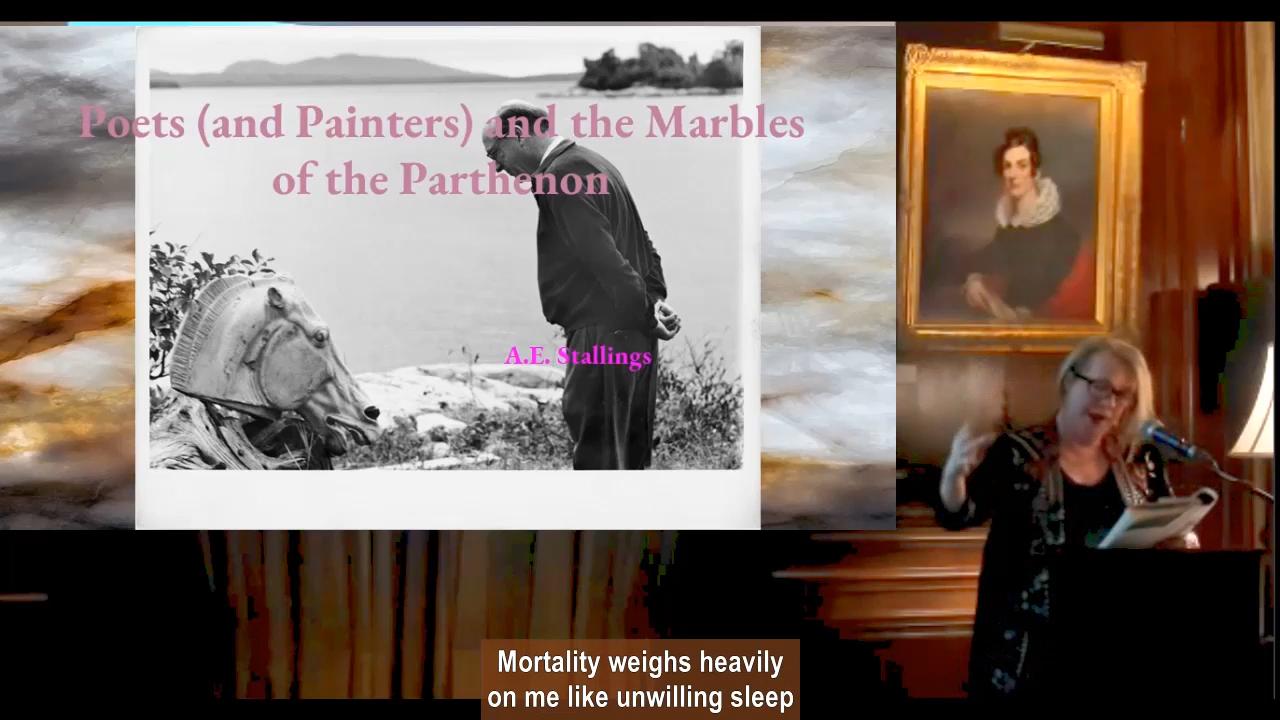 Poets (and Painters) and the Marbles
of the Parthenon
A.E. Stallings
Mortality weighs heavily
on me like unwilling sleep